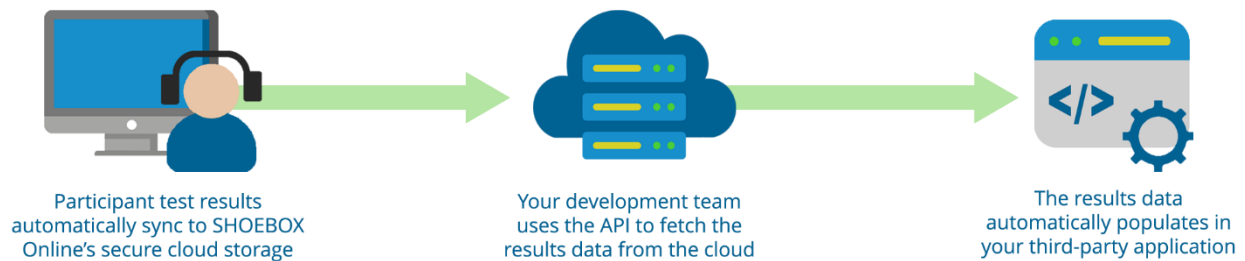 Participant test results
automatically sync to SHOEBOX
Online's secure cloud storage
Your development team
uses the API to fetch the
results data from the cloud
The results data
automatically populates in
your third-party application
</>